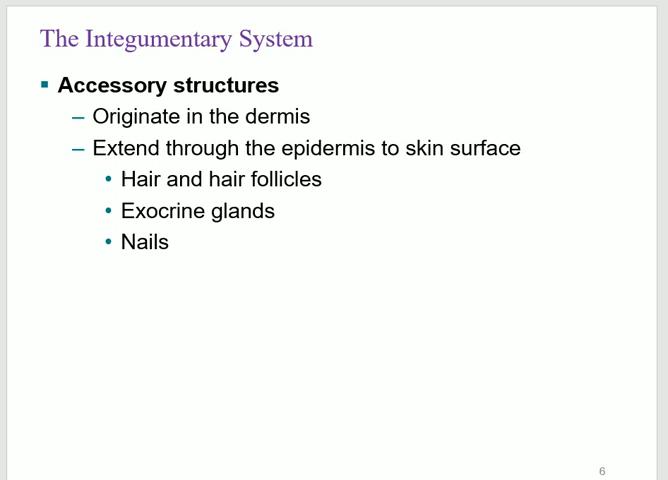 The Integumentary System
▪ Accessory structures
– Originate in the dermis
– Extend through the epidermis to skin surface
• Hair and hair follicles
• Exocrine glands
• Nails
6